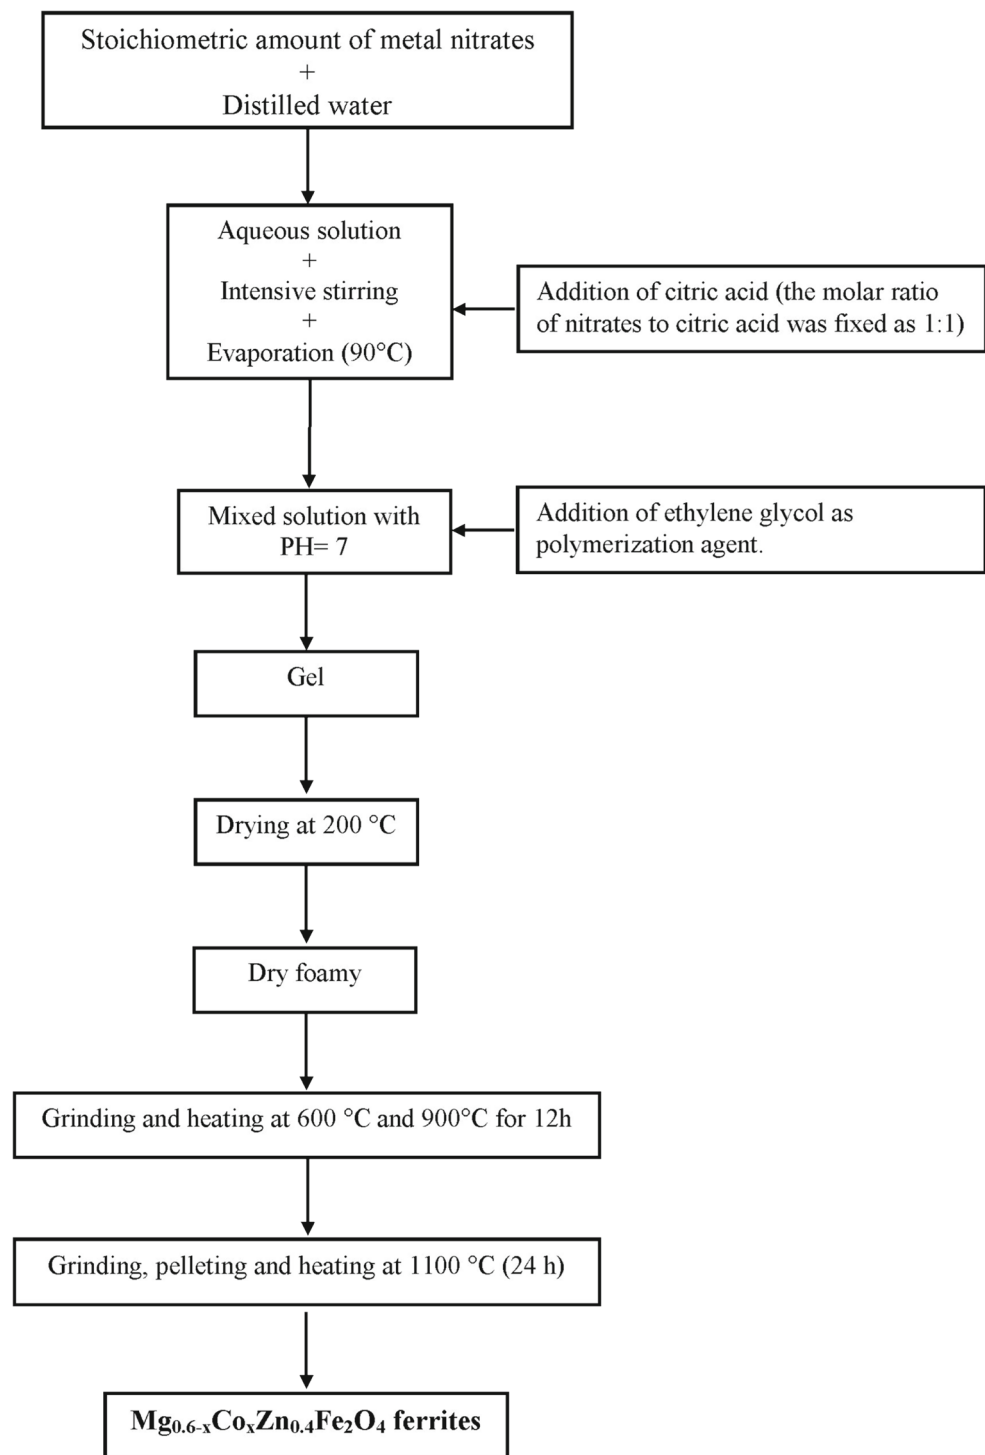 Stoichiometric amount of metal nitrates
+
Distilled water
Aqueous solution
+
Intensive stirring
+
Evaporation (90°C)
Addition of citric acid (the molar ratio
of nitrates to citric acid was fixed as 1:1)
Mixed solution with
PH= 7
Addition of ethylene glycol as
polymerization agent.
Gel
Drying at 200 °C
Dry foamy
Grinding and heating at 600 °C and 900°C for 12h
Grinding, pelleting and heating at 1100 °C (24 h)
Mg₀.₆₋ₓCoₓZn₀.₄Fe₂O₄ ferrites